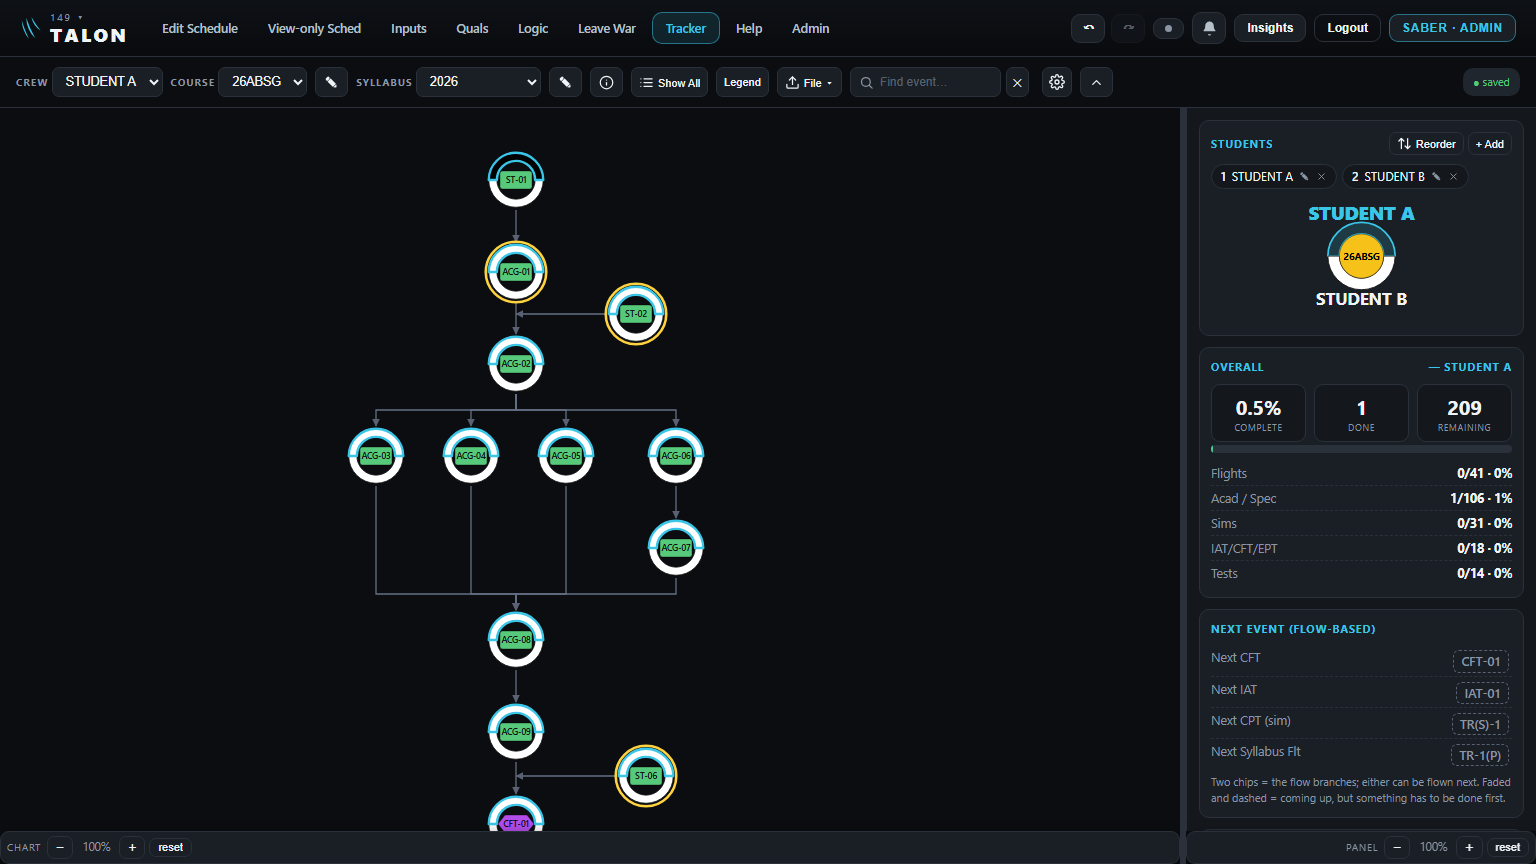 149
TALON
Edit Schedule
View-only Sched
Inputs
Quals
Logic
Leave War
Tracker
Help
Admin
Insights
Logout
SABER · ADMIN
CREW
STUDENT A
COURSE
26ABSG
SYLLABUS
2026
Show All
Legend
File
Find event...
saved
ST-01
ACG-01
ST-02
ACG-02
ACG-03
ACG-04
ACG-05
ACG-06
ACG-07
ACG-08
ACG-09
ST-06
CFT-01
STUDENTS
Reorder
+ Add
1 STUDENT A
2 STUDENT B
STUDENT A
26ABSG
STUDENT B
OVERALL
— STUDENT A
0.5%
COMPLETE
1
DONE
209
REMAINING
Flights 0/41 · 0%
Acad / Spec 1/106 · 1%
Sims 0/31 · 0%
IAT/CFT/EPT 0/18 · 0%
Tests 0/14 · 0%
NEXT EVENT (FLOW-BASED)
Next CFT CFT-01
Next IAT IAT-01
Next CPT (sim) TR(S)-1
Next Syllabus Flt TR-1(P)
Two chips = the flow branches; either can be flown next. Faded
and dashed = coming up, but something has to be done first.
CHART − 100% + reset
PANEL − 100% + reset